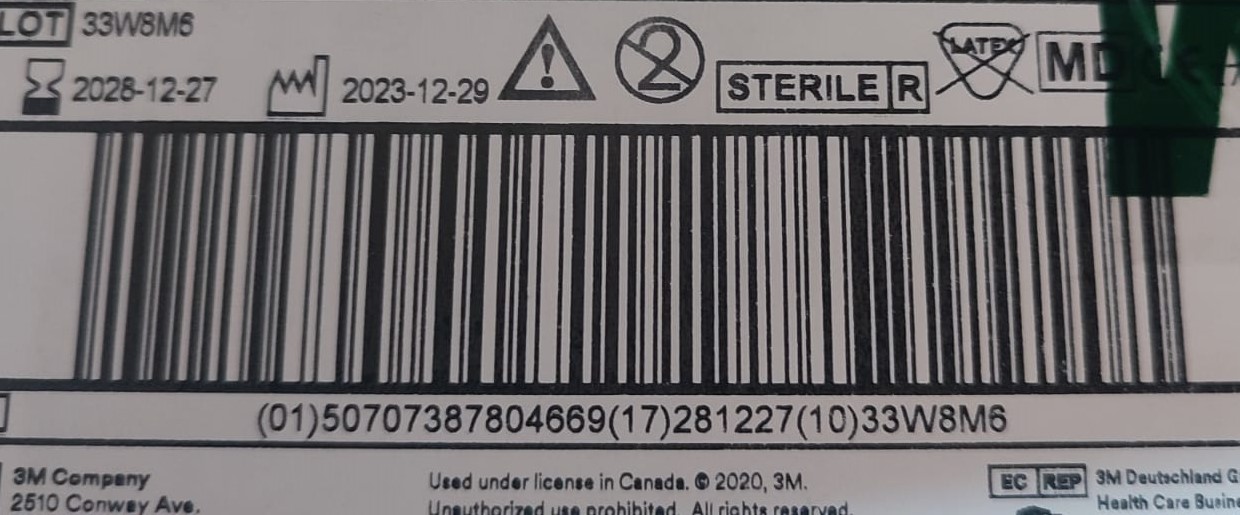 LOT 33W8M6
2028-12-27 2023-12-29 2 STERILE R LATEX MD
(01)50707387804669(17)281227(10)33W8M6
3M Company
2510 Conway Ave.
Used under license in Canada. © 2020, 3M.
Unauthorized use prohibited. All rights reserved.
EC REP 3M Deutschland G
Health Care Busine